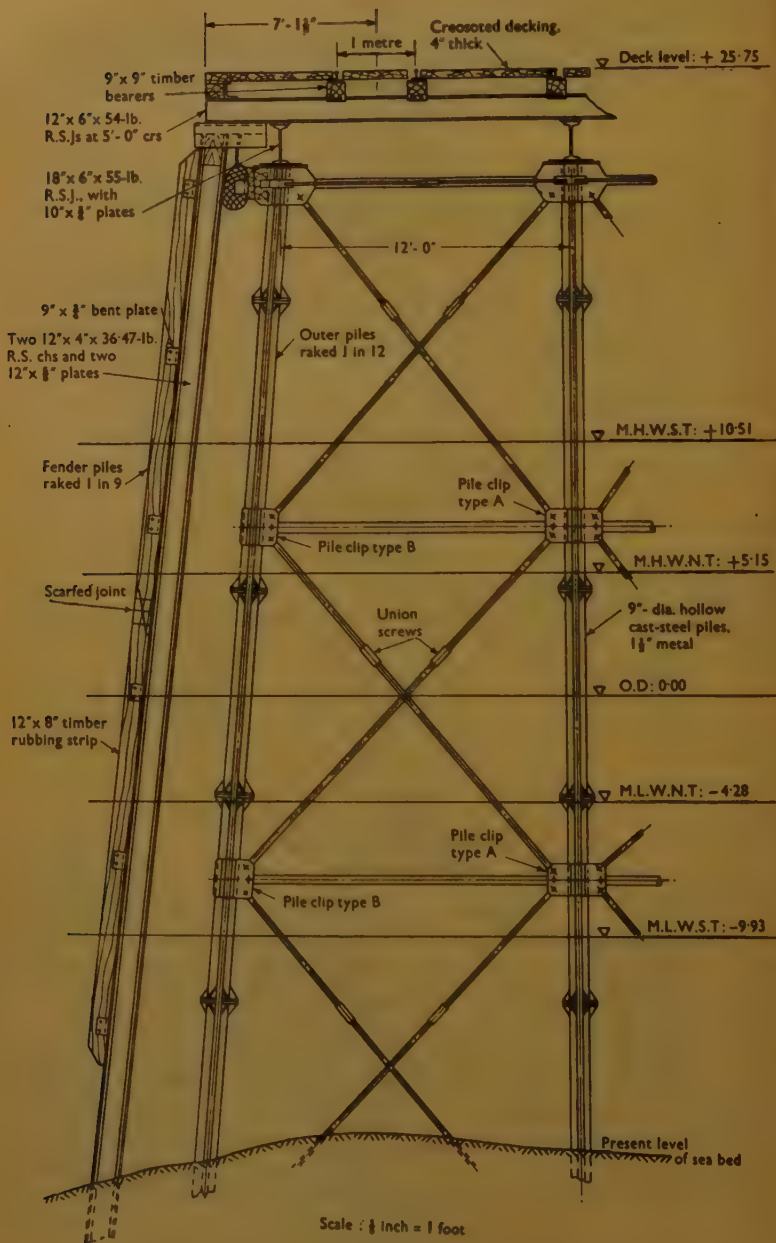 7'-1⅛"
1 metre
Creosoted decking,
4" thick
Deck level: + 25·75
9"x 9" timber
bearers
12"x 6"x 54-lb.
R.S.Js at 5'-0" crs
18"x 6"x 55-lb.
R.S.J., with
10"x ⅝" plates
12'-0"
9" x ⅜" bent plate
Two 12"x 4"x 36·47-lb.
R.S. chs and two
12"x ⅝" plates
Outer piles
raked 1 in 12
M.H.W.S.T: +10·51
Fender piles
raked 1 in 9
Pile clip
type A
Pile clip type B
M.H.W.N.T: +5·15
Scarfed joint
Union
screws
9"- dia. hollow
cast-steel piles,
1⅛" metal
O.D: 0·00
12"x 8" timber
rubbing strip
M.L.W.N.T: −4·28
Pile clip
type A
Pile clip type B
M.L.W.S.T: −9·93
Present level
of sea bed
Scale : ⅛ inch = 1 foot